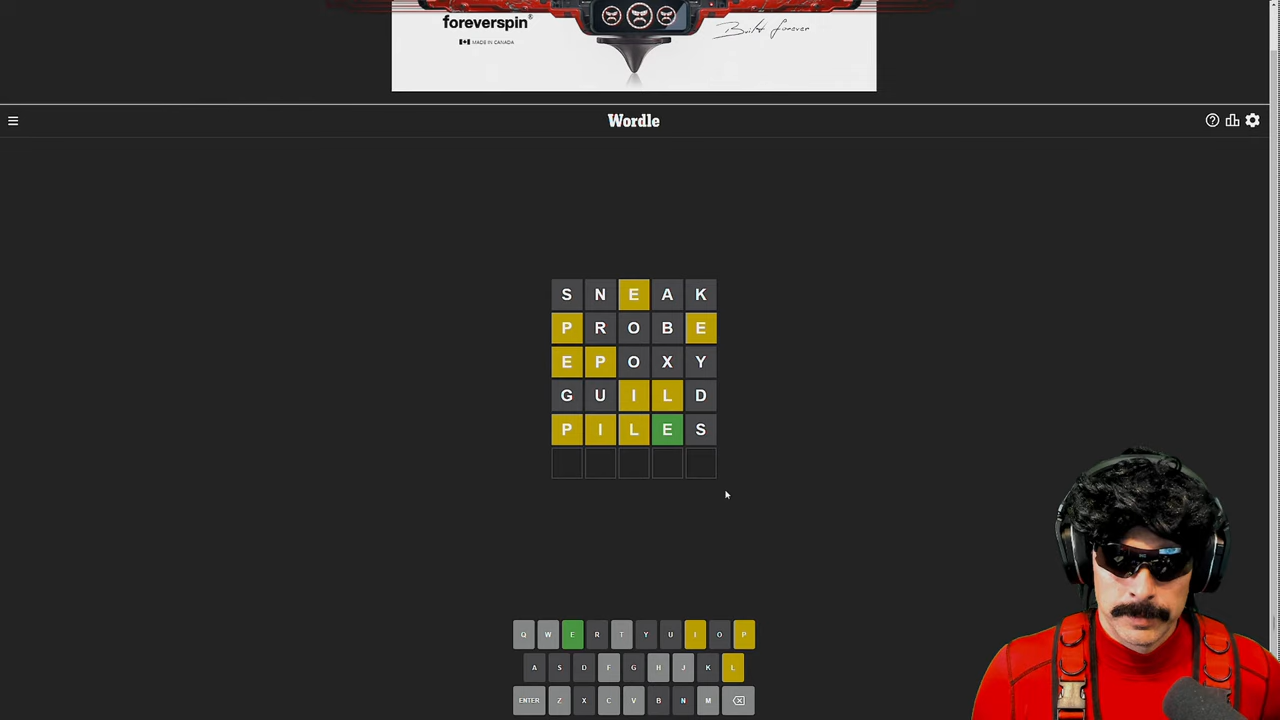 foreverspin®
MADE IN CANADA
Built forever
Wordle
S N E A K
P R O B E
E P O X Y
G U I L D
P I L E S
Q W E R T Y U I O P
A S D F G H J K L
ENTER Z X C V B N M